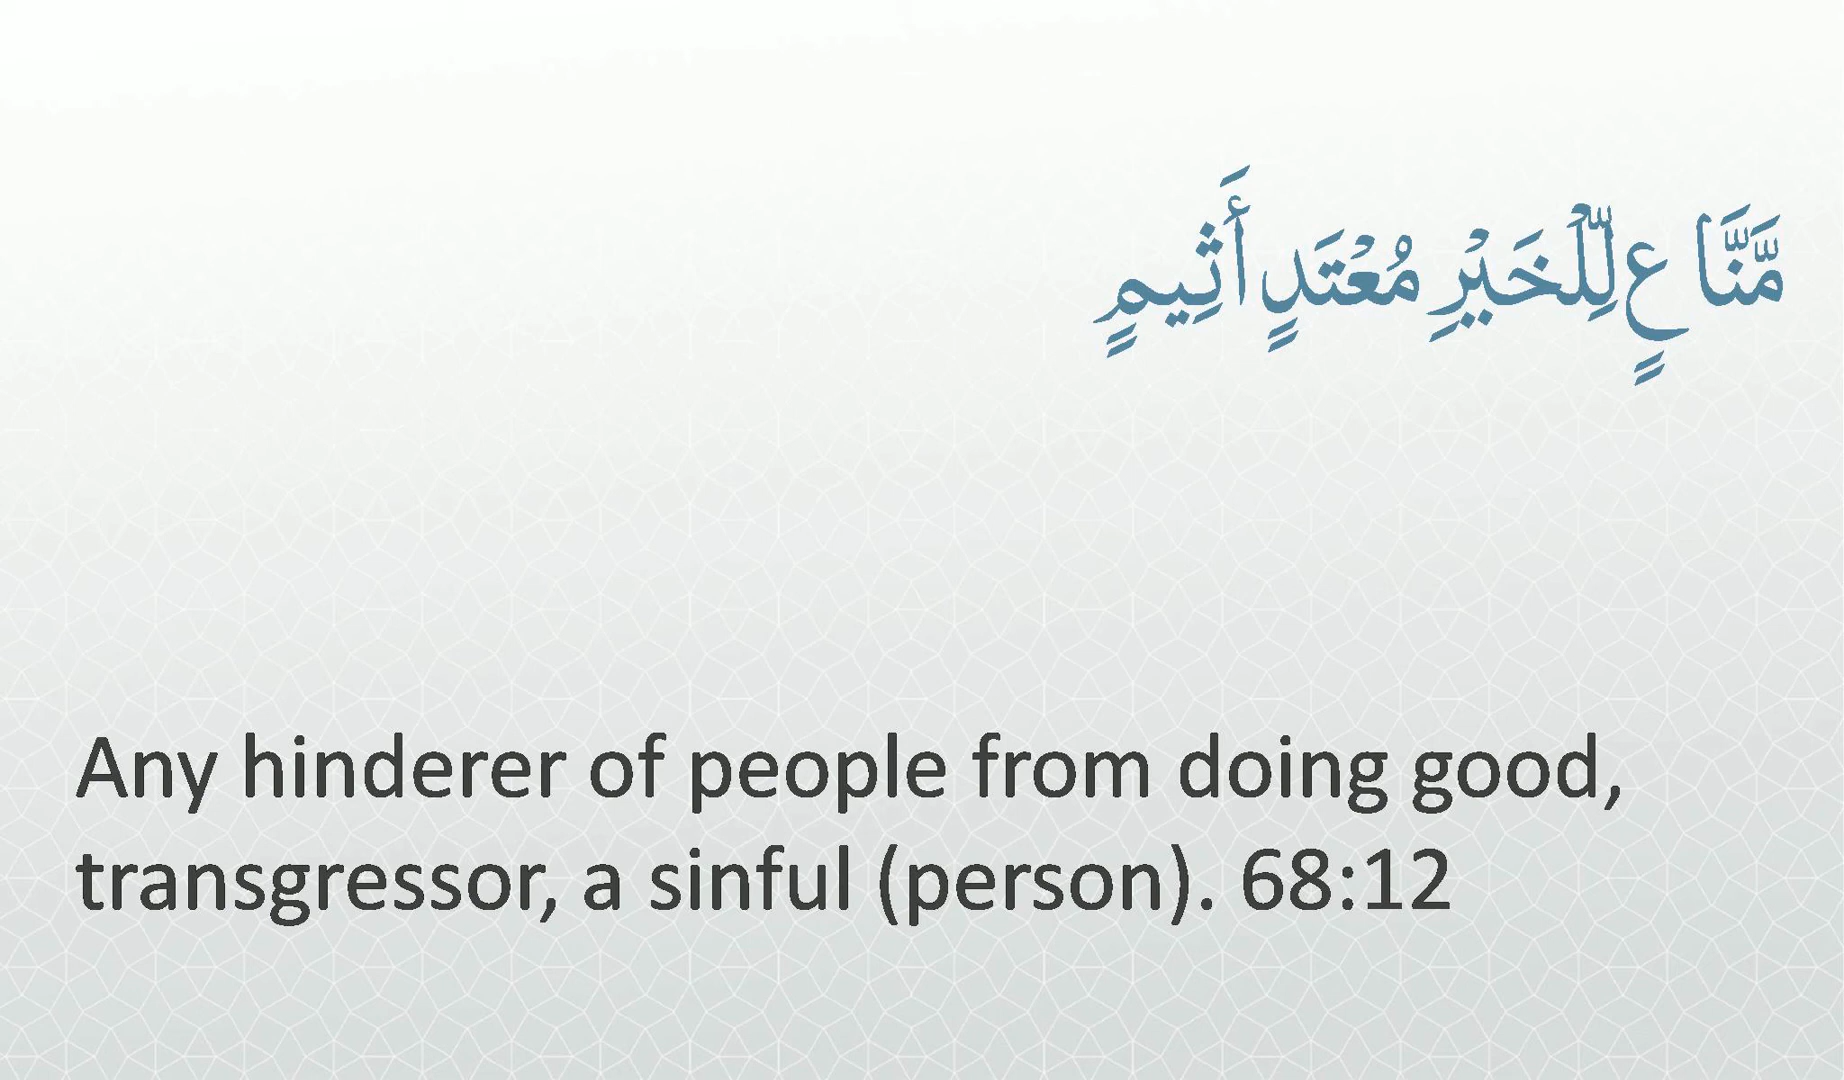 مَّنَّاعٍ لِّلْخَيْرِ مُعْتَدٍ أَثِيمٍ
Any hinderer of people from doing good,
transgressor, a sinful (person). 68:12